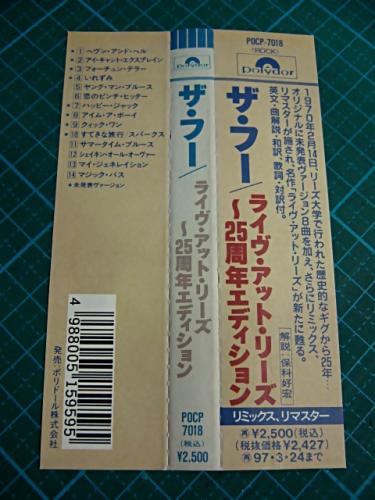 ① ヘヴン・アンド・ヘル
2 アイ・キャント・エクスプレイン
* 3 フォーチュン・テラー
* 4 いれずみ
5 ヤング・マン・ブルース
6 恋のピンチ・ヒッター
* 7 ハッピー・ジャック
* 8 アイム・ア・ボーイ
* 9 クィック・ワン
* 10 すてきな旅行／スパークス
11 サマータイム・ブルース
12 シェイキン・オール・オーヴァー
13 マイ・ジェネレイション
14 マジック・バス
* 未発表ヴァージョン
4 988005 159595
発売:ポリドール株式会社
polydor
ザ・フー／
ライヴ・アット・リーズ
～25周年エディション
POCP
7018
(税込)
¥2,500
POCP-7018
(ROCK)
polydor
ザ・フー／
ライヴ・アット・リーズ
～25周年エディション
1970年2月14日、リーズ大学で行われた歴史的なギグから25年…
オリジナルに未発表ヴァージョン8曲を加え、さらにリミックス、
リマスターが施され、名作、「ライヴ・アット・リーズ」が新たに甦る。
英文・曲解説・和訳、歌詞・対訳付。
解説:保科好宏
リミックス、リマスター
¥2,500(税込)
(税抜価格 ¥2,427)
97・3・24まで